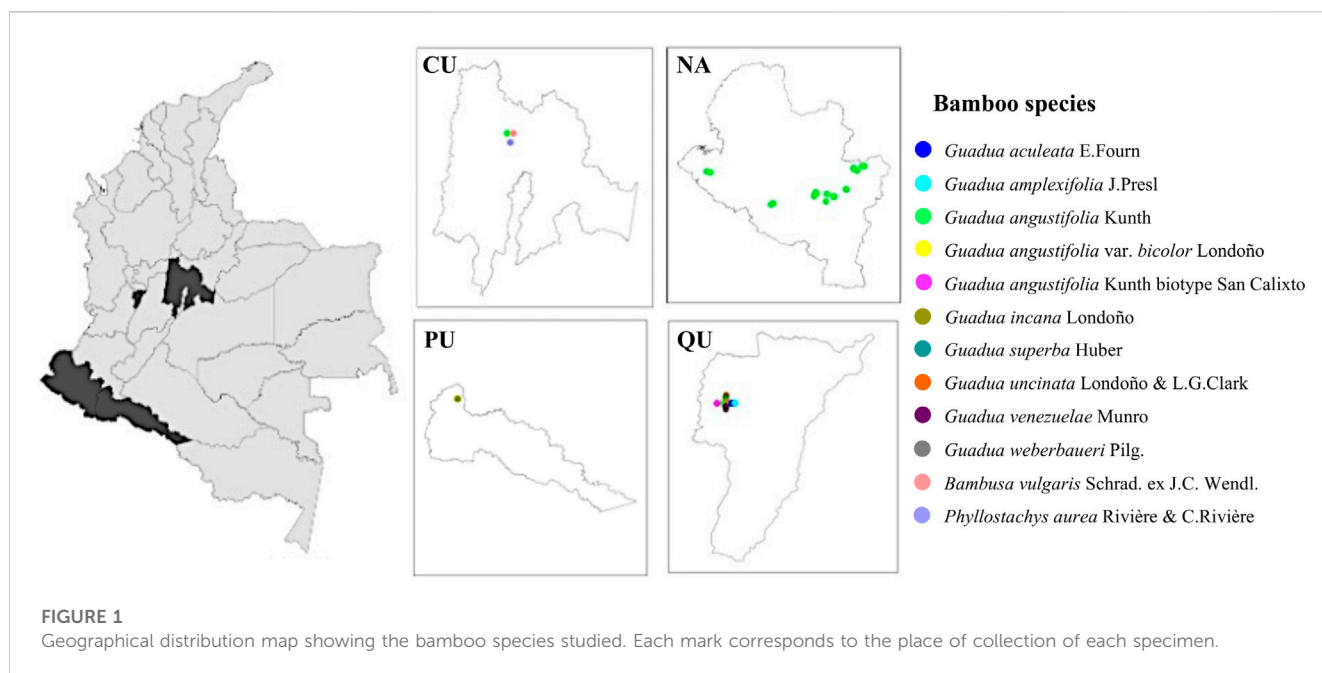 CU
NA
PU
QU
Bamboo species
Guadua aculeata E.Fourn
Guadua amplexifolia J.Presl
Guadua angustifolia Kunth
Guadua angustifolia var. bicolor Londoño
Guadua angustifolia Kunth biotype San Calixto
Guadua incana Londoño
Guadua superba Huber
Guadua uncinata Londoño & L.G.Clark
Guadua venezuelae Munro
Guadua weberbaueri Pilg.
Bambusa vulgaris Schrad. ex J.C. Wendl.
Phyllostachys aurea Rivière & C.Rivière
FIGURE 1
Geographical distribution map showing the bamboo species studied. Each mark corresponds to the place of collection of each specimen.